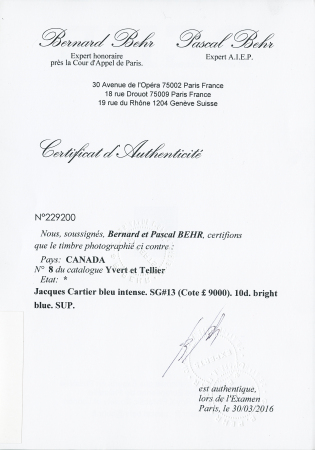 Bernard Behr Pascal Behr
Expert honoraire Expert A.I.E.P.
près la Cour d'Appel de Paris.
30 Avenue de l'Opéra 75002 Paris France
18 rue Drouot 75009 Paris France
19 rue du Rhône 1204 Genéve Suisse
Certificat d'Authenticité
N°229200
Nous, soussignés, Bernard et Pascal BEHR, certifions
que le timbre photographié ci contre :
Pays: CANADA
N° 8 du catalogue Yvert et Tellier
Etat: *
Jacques Cartier bleu intense. SG#13 (Cote £ 9000). 10d. bright
blue. SUP.
est authentique,
lors de l'Examen
Paris, le 30/03/2016